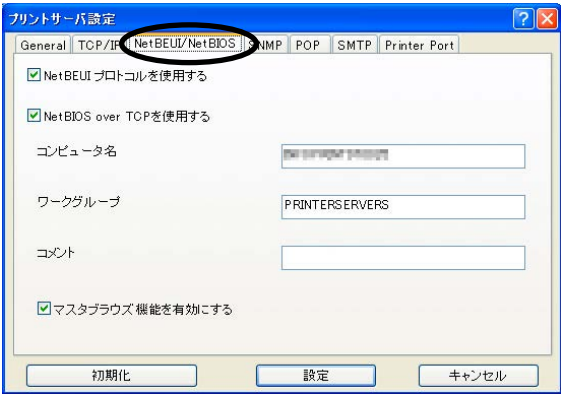 プリントサーバ設定
General TCP/IP NetBEUI/NetBIOS SNMP POP SMTP Printer Port
NetBEUI プロトコルを使用する
NetBIOS over TCPを使用する
コンピュータ名
ワークグループ PRINTERSERVERS
コメント
マスタブラウズ機能を有効にする
初期化 設定 キャンセル